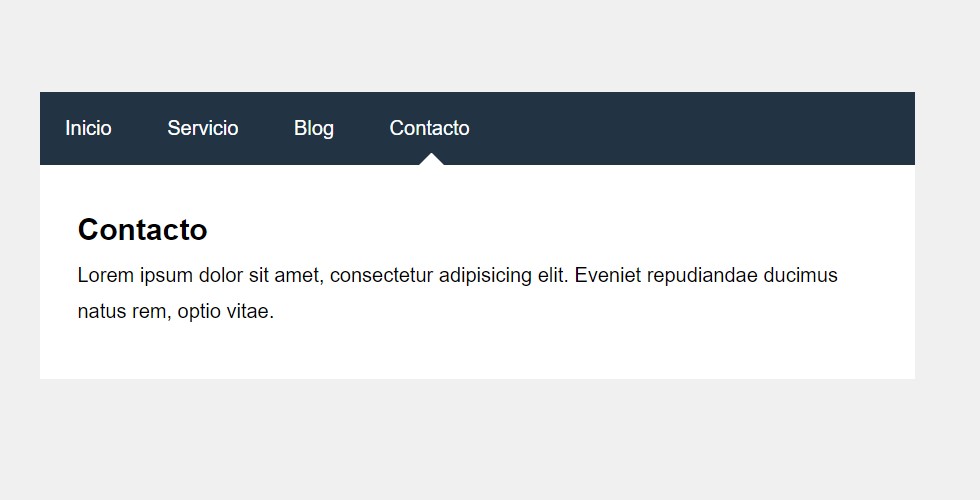 Inicio Servicio Blog Contacto
Contacto
Lorem ipsum dolor sit amet, consectetur adipisicing elit. Eveniet repudiandae ducimus
natus rem, optio vitae.